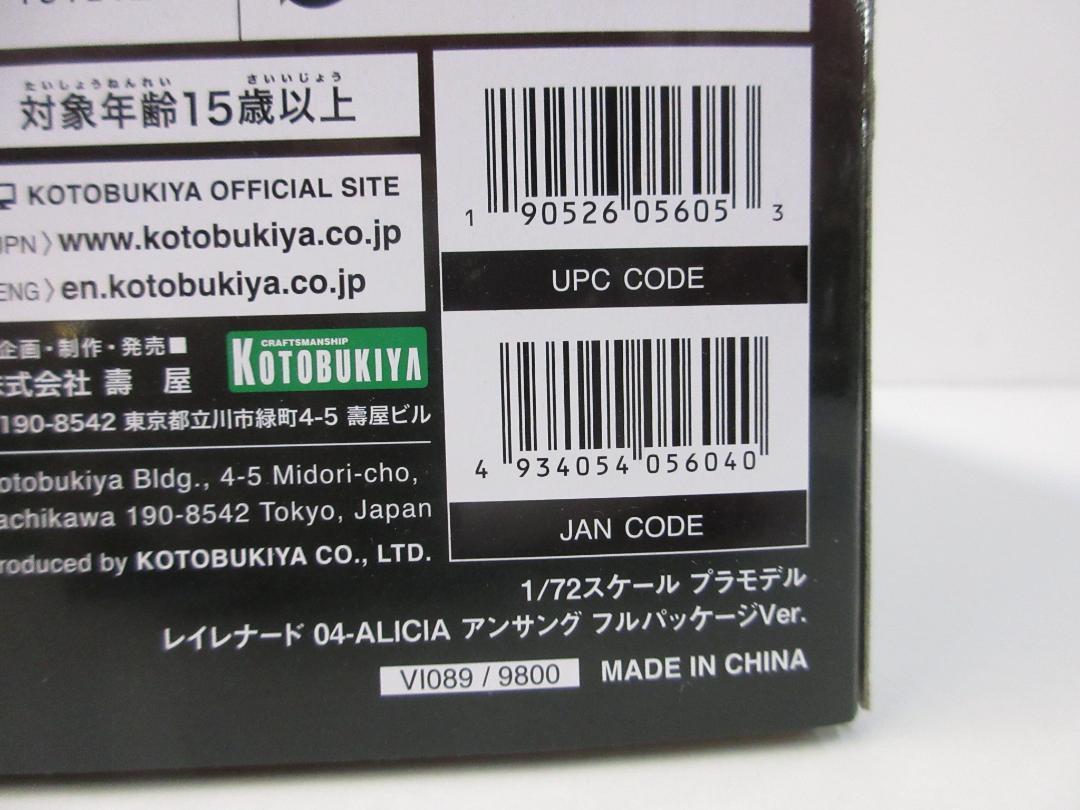 たいしょうねんれい さいいじょう
対象年齢15歳以上
KOTOBUKIYA OFFICIAL SITE
JPN〉www.kotobukiya.co.jp
ENG〉en.kotobukiya.co.jp
企画・制作・発売■
株式会社 壽 屋
CRAFTSMANSHIP
KOTOBUKIYA
190-8542 東京都立川市緑町4-5 壽屋ビル
otobukiya Bldg., 4-5 Midori-cho,
achikawa 190-8542 Tokyo, Japan
roduced by KOTOBUKIYA CO., LTD.
1 90526 05605 3
UPC CODE
4 934054 056040
JAN CODE
1/72スケール プラモデル
レイレナード 04-ALICIA アンサング フルパッケージVer.
VI089 / 9800 MADE IN CHINA